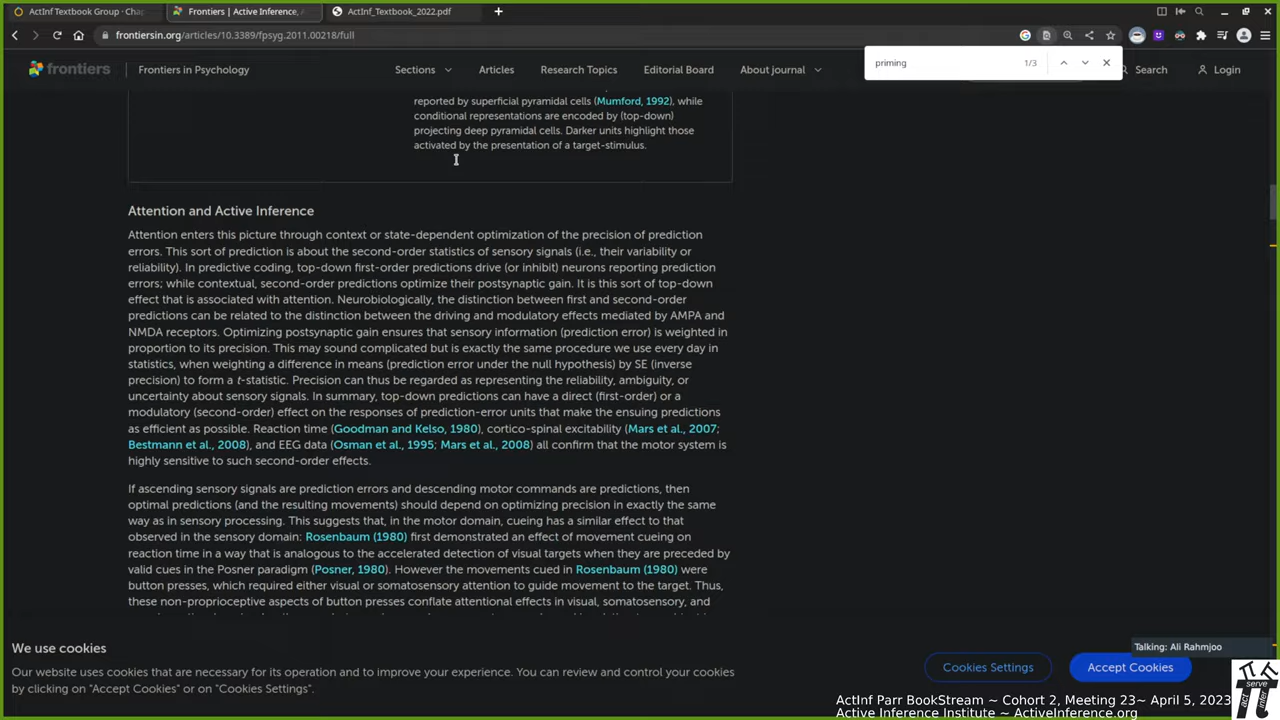 ActInf Textbook Group - Cha
Frontiers | Active Inference, A
ActInf_Textbook_2022.pdf
frontiersin.org/articles/10.3389/fpsyg.2011.00218/full
priming 1/3
frontiers
Frontiers in Psychology
Sections
Articles
Research Topics
Editorial Board
About journal
Search
Login
reported by superficial pyramidal cells (Mumford, 1992), while
conditional representations are encoded by (top-down)
projecting deep pyramidal cells. Darker units highlight those
activated by the presentation of a target-stimulus.
Attention and Active Inference
Attention enters this picture through context or state-dependent optimization of the precision of prediction
errors. This sort of prediction is about the second-order statistics of sensory signals (i.e., their variability or
reliability). In predictive coding, top-down first-order predictions drive (or inhibit) neurons reporting prediction
errors; while contextual, second-order predictions optimize their postsynaptic gain. It is this sort of top-down
effect that is associated with attention. Neurobiologically, the distinction between first and second-order
predictions can be related to the distinction between the driving and modulatory effects mediated by AMPA and
NMDA receptors. Optimizing postsynaptic gain ensures that sensory information (prediction error) is weighted in
proportion to its precision. This may sound complicated but is exactly the same procedure we use every day in
statistics, when weighting a difference in means (prediction error under the null hypothesis) by SE (inverse
precision) to form a t-statistic. Precision can thus be regarded as representing the reliability, ambiguity, or
uncertainty about sensory signals. In summary, top-down predictions can have a direct (first-order) or a
modulatory (second-order) effect on the responses of prediction-error units that make the ensuing predictions
as efficient as possible. Reaction time (Goodman and Kelso, 1980), cortico-spinal excitability (Mars et al., 2007;
Bestmann et al., 2008), and EEG data (Osman et al., 1995; Mars et al., 2008) all confirm that the motor system is
highly sensitive to such second-order effects.
If ascending sensory signals are prediction errors and descending motor commands are predictions, then
optimal predictions (and the resulting movements) should depend on optimizing precision in exactly the same
way as in sensory processing. This suggests that, in the motor domain, cueing has a similar effect to that
observed in the sensory domain: Rosenbaum (1980) first demonstrated an effect of movement cueing on
reaction time in a way that is analogous to the accelerated detection of visual targets when they are preceded by
valid cues in the Posner paradigm (Posner, 1980). However the movements cued in Rosenbaum (1980) were
button presses, which required either visual or somatosensory attention to guide movement to the target. Thus,
these non-proprioceptive aspects of button presses conflate attentional effects in visual, somatosensory, and
We use cookies
Our website uses cookies that are necessary for its operation and to improve your experience. You can review and control your cookies
by clicking on "Accept Cookies" or on "Cookies Settings".
Cookies Settings
Accept Cookies
Talking: Ali Rahmjoo
ActInf Parr BookStream ~ Cohort 2, Meeting 23~ April 5, 2023
Active Inference Institute ~ ActiveInference.org
serve